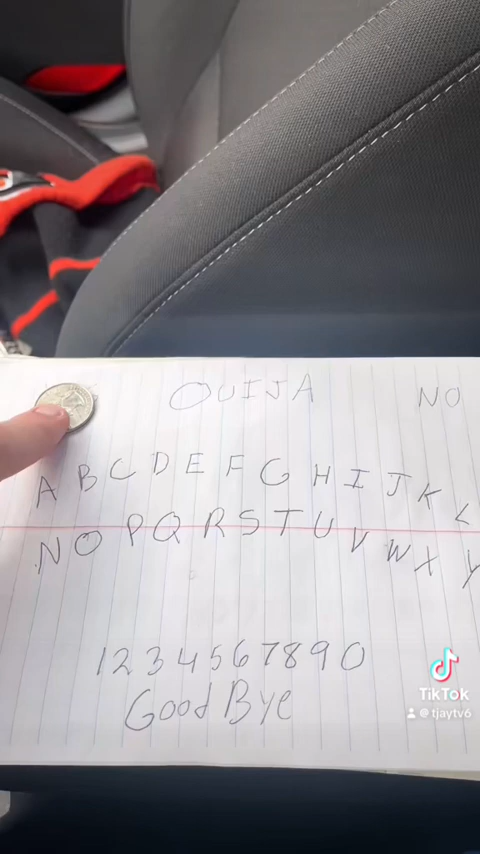 OUIJA NO
A B C D E F G H I J K L
N O P Q R S T U V W X Y
1 2 3 4 5 6 7 8 9 0
Good Bye
TikTok
@tjaytv6